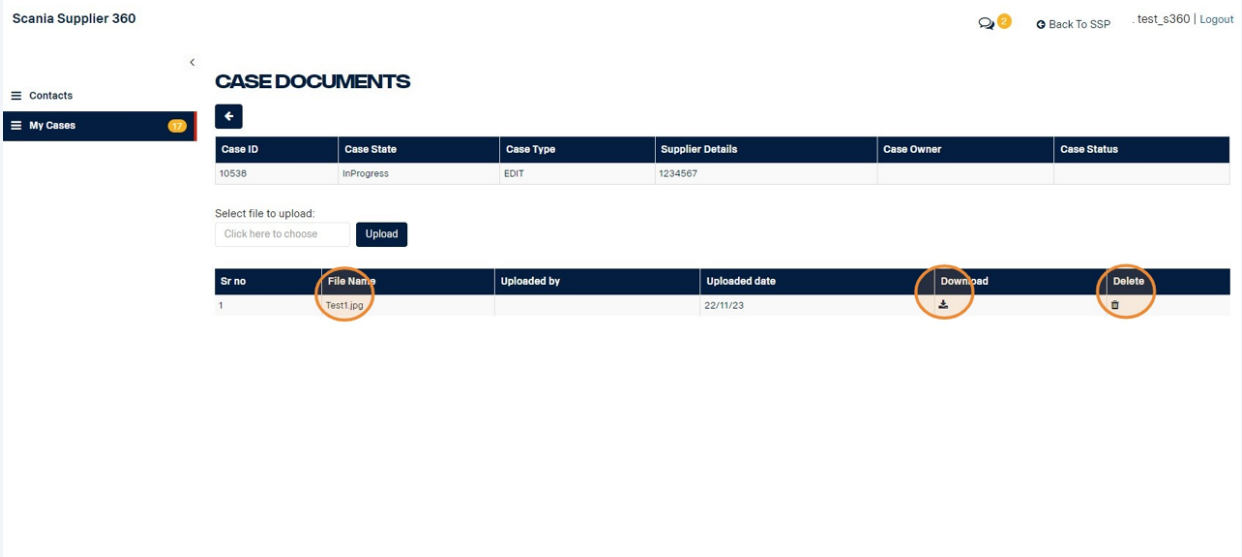 Scania Supplier 360
2
Back To SSP
. test_s360 | Logout
Contacts
My Cases 17
CASE DOCUMENTS
Case ID Case State Case Type Supplier Details Case Owner Case Status
10538 InProgress EDIT 1234567
Select file to upload:
Click here to choose Upload
Sr no File Name Uploaded by Uploaded date Download Delete
1 Test1.jpg 22/11/23